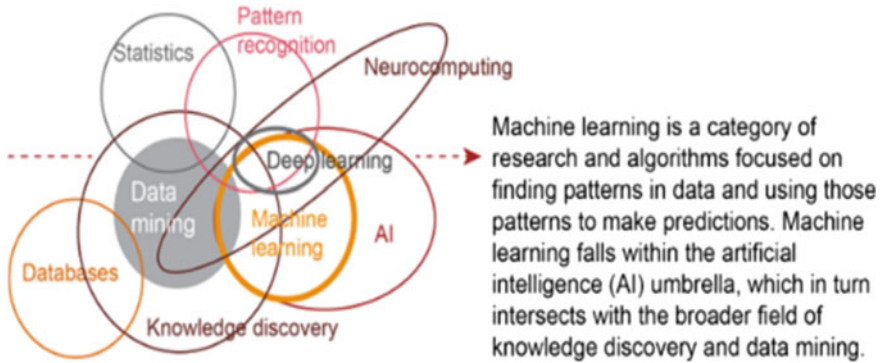 Pattern
recognition
Statistics
Neurocomputing
Deep learning
Data
mining
Machine
learning
AI
Databases
Knowledge discovery
Machine learning is a category of
research and algorithms focused on
finding patterns in data and using those
patterns to make predictions. Machine
learning falls within the artificial
intelligence (AI) umbrella, which in turn
intersects with the broader field of
knowledge discovery and data mining.